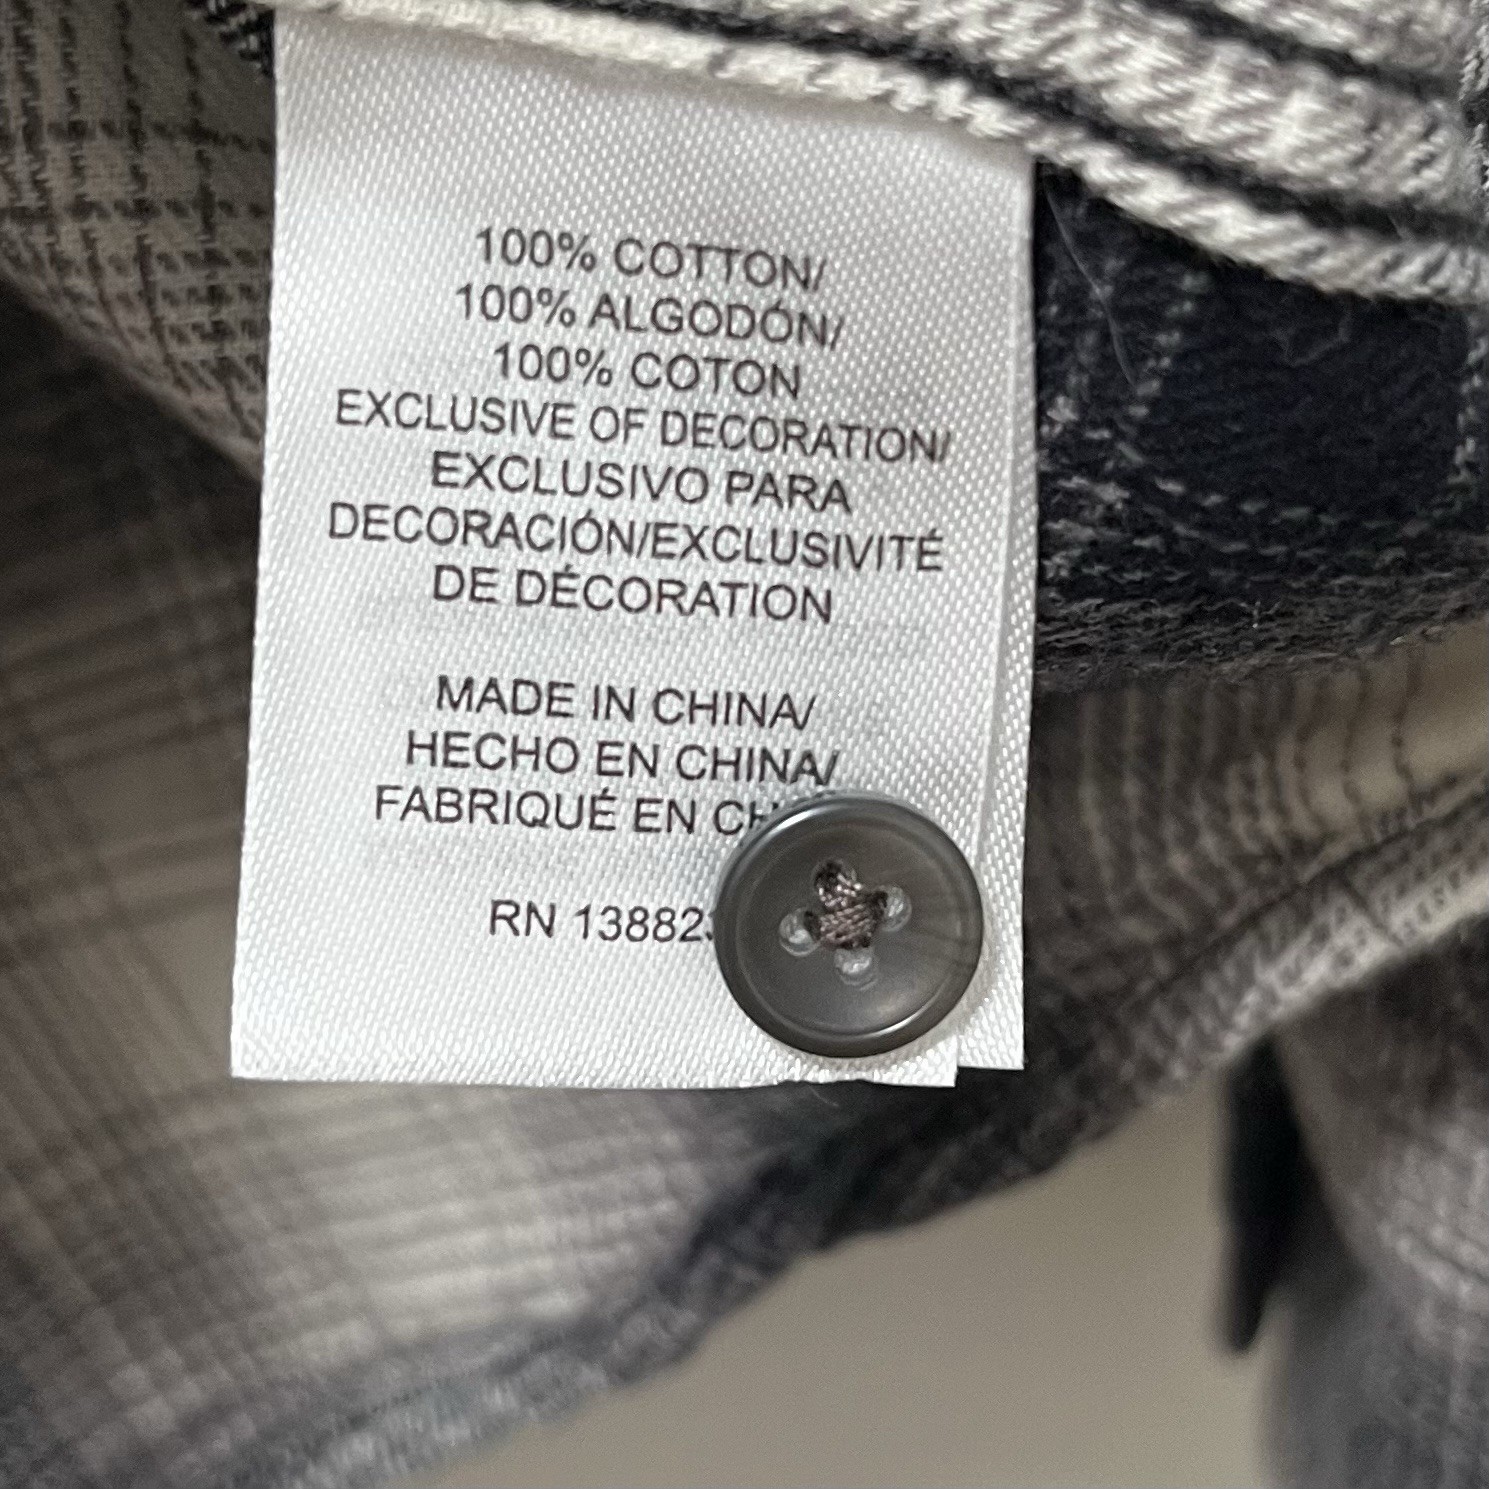 100% COTTON/
100% ALGODÓN/
100% COTON
EXCLUSIVE OF DECORATION/
EXCLUSIVO PARA
DECORACIÓN/EXCLUSIVITÉ
DE DÉCORATION
MADE IN CHINA/
HECHO EN CHINA/
FABRIQUÉ EN
RN